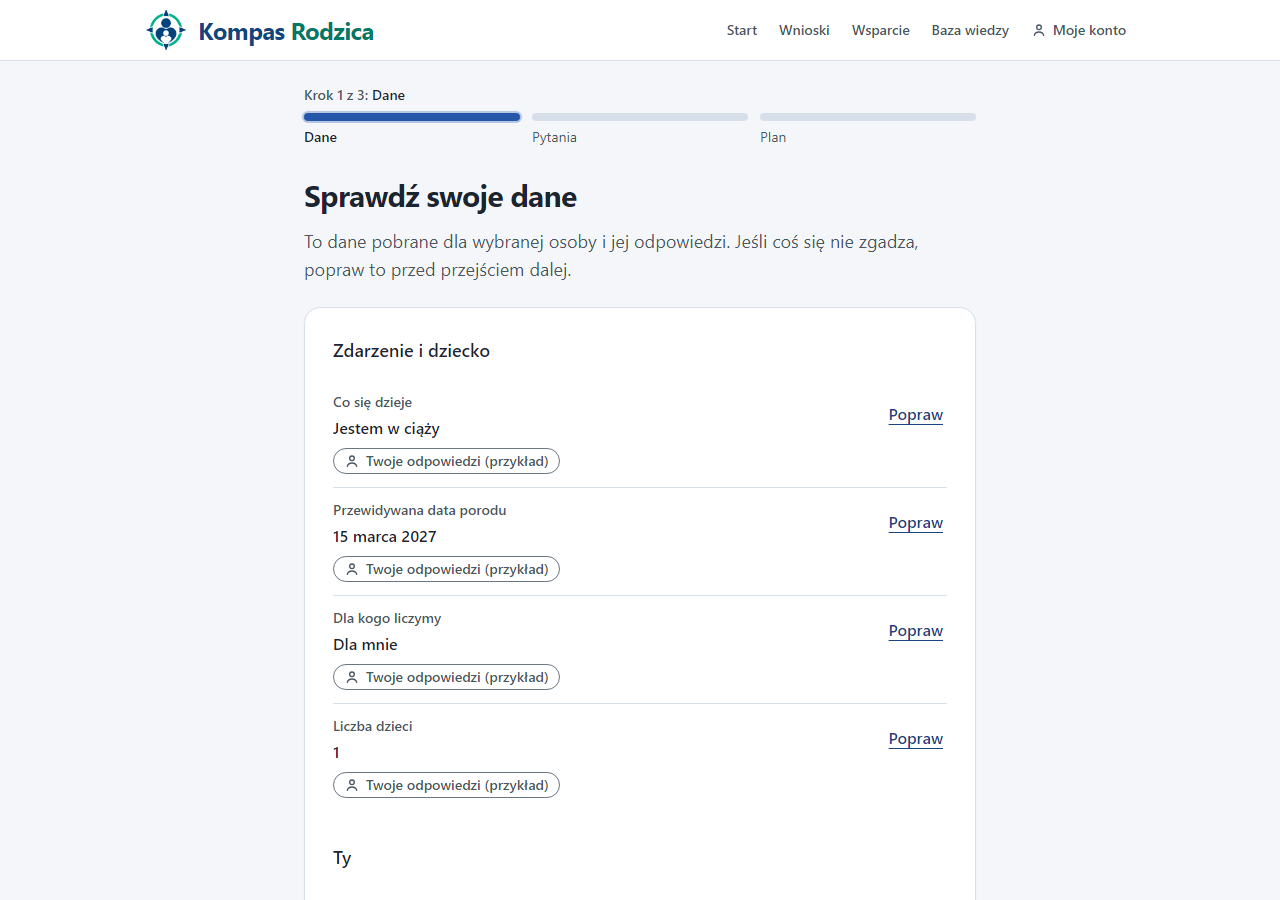 Kompas Rodzica
Start
Wnioski
Wsparcie
Baza wiedzy
Moje konto
Krok 1 z 3: Dane
Dane
Pytania
Plan
Sprawdź swoje dane
To dane pobrane dla wybranej osoby i jej odpowiedzi. Jeśli coś się nie zgadza,
popraw to przed przejściem dalej.
Zdarzenie i dziecko
Co się dzieje
Jestem w ciąży
Popraw
Twoje odpowiedzi (przykład)
Przewidywana data porodu
15 marca 2027
Popraw
Twoje odpowiedzi (przykład)
Dla kogo liczymy
Dla mnie
Popraw
Twoje odpowiedzi (przykład)
Liczba dzieci
1
Popraw
Twoje odpowiedzi (przykład)
Ty